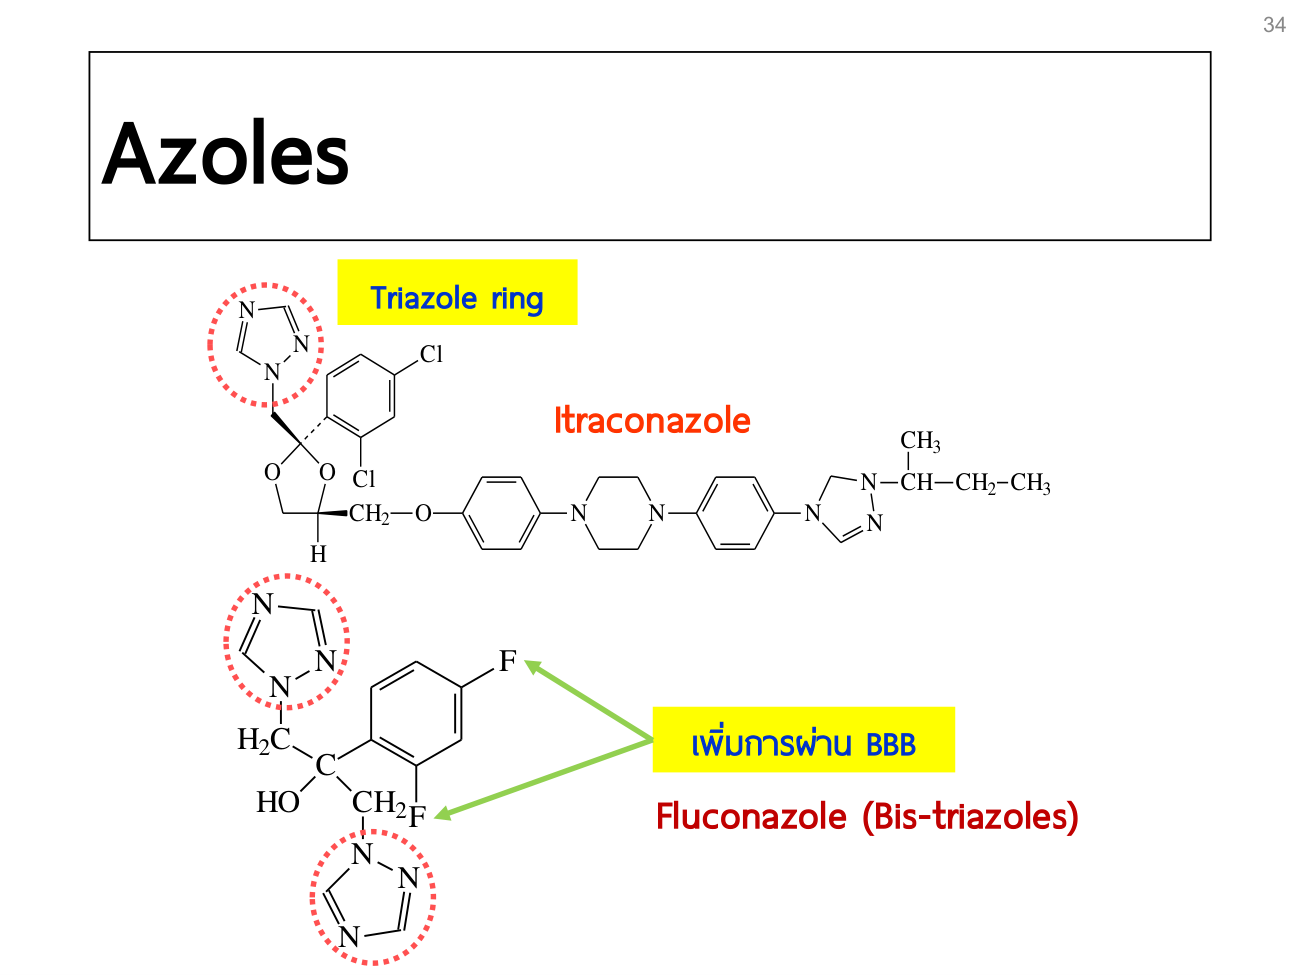 34
Azoles
Triazole ring
N
N
N
Cl
Cl
Itraconazole
O
O
H
CH2
O
N
N
N
N
N
CH3
CH
CH2
CH3
N
N
N
H2C
C
HO
CH2
F
F
เพิ่มการผ่าน BBB
Fluconazole (Bis-triazoles)
N
N
N